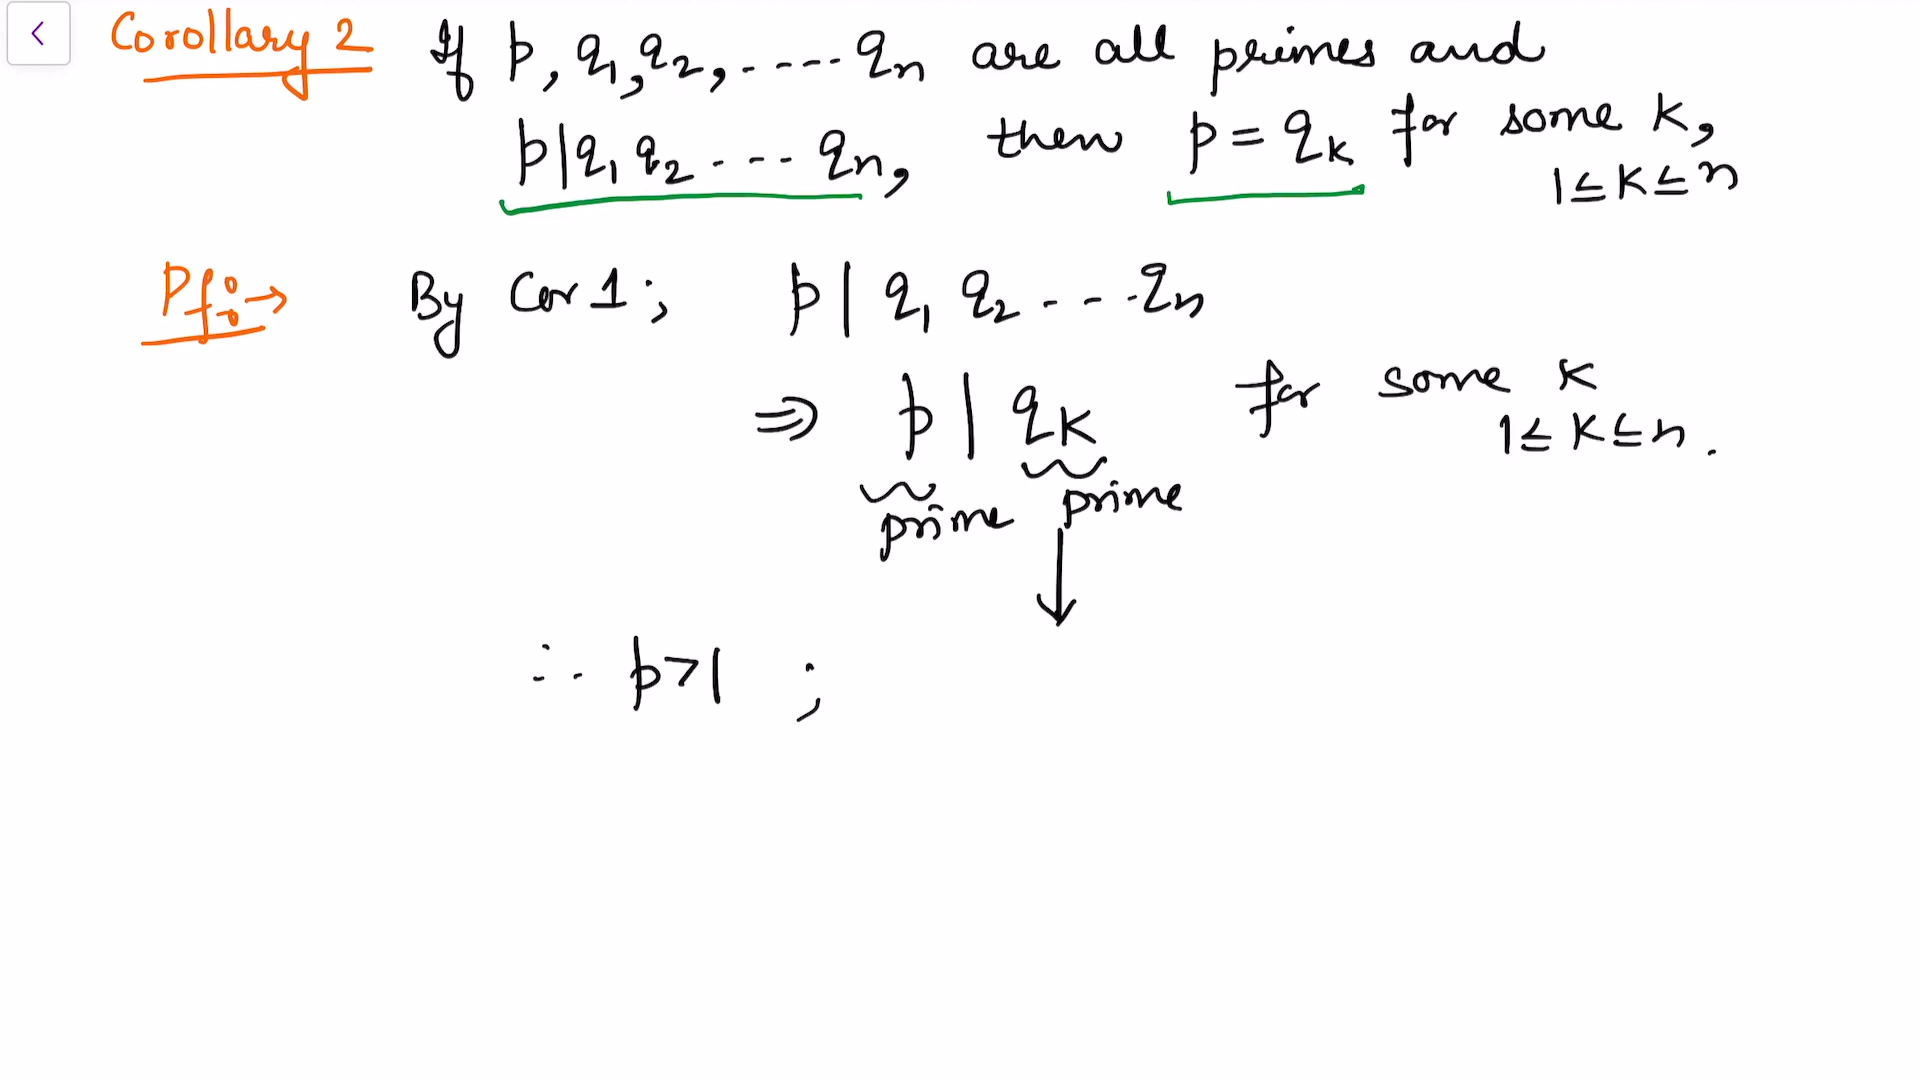 Corollary 2 If p, q₁, q₂, ..... qₙ are all primes and
p|q₁ q₂ .... qₙ, then p = qₖ for some k,
1≤k≤n
Pf:→ By Cor 1; p | q₁ q₂ ... qₙ
⇒ p | qₖ for some k
1≤k≤n.
prime prime
∴ p>1 ;